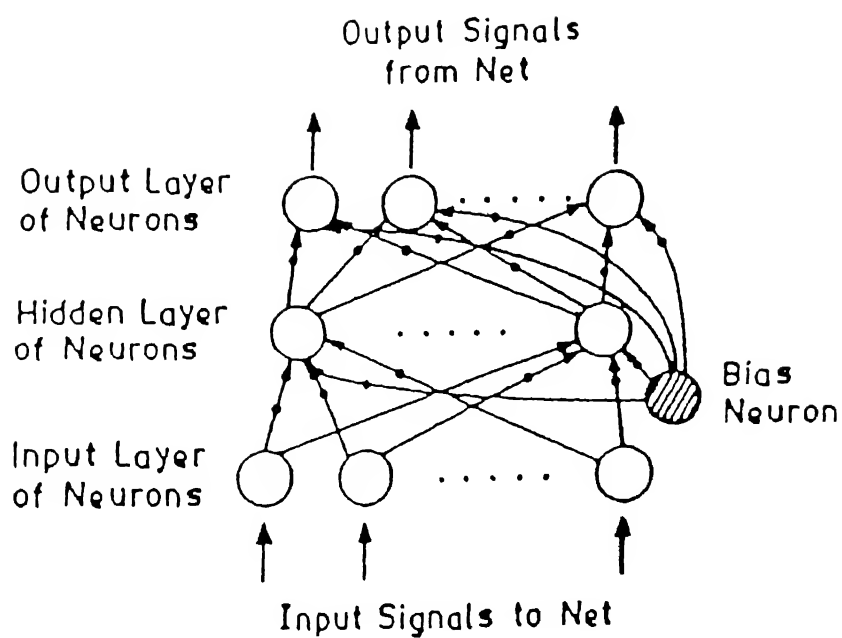 Output Signals
from Net
Output Layer
of Neurons
Hidden Layer
of Neurons
Bias
Neuron
Input Layer
of Neurons
Input Signals to Net